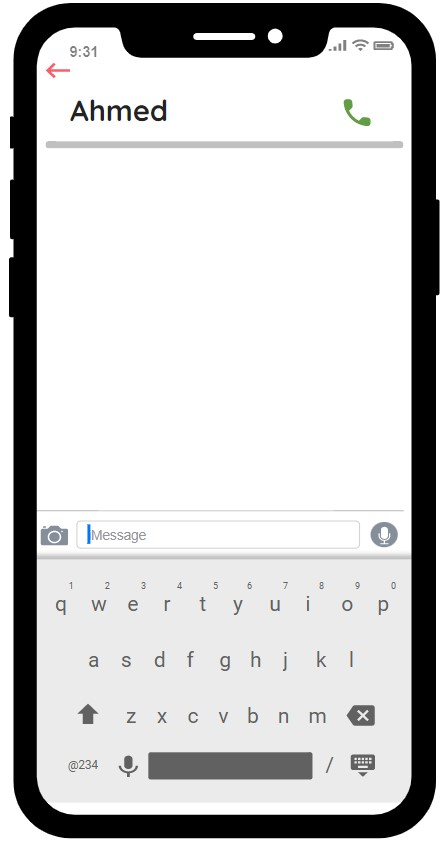 9:31
Ahmed
Message
1 2 3 4 5 6 7 8 9 0
q w e r t y u i o p
a s d f g h j k l
z x c v b n m
@234 /